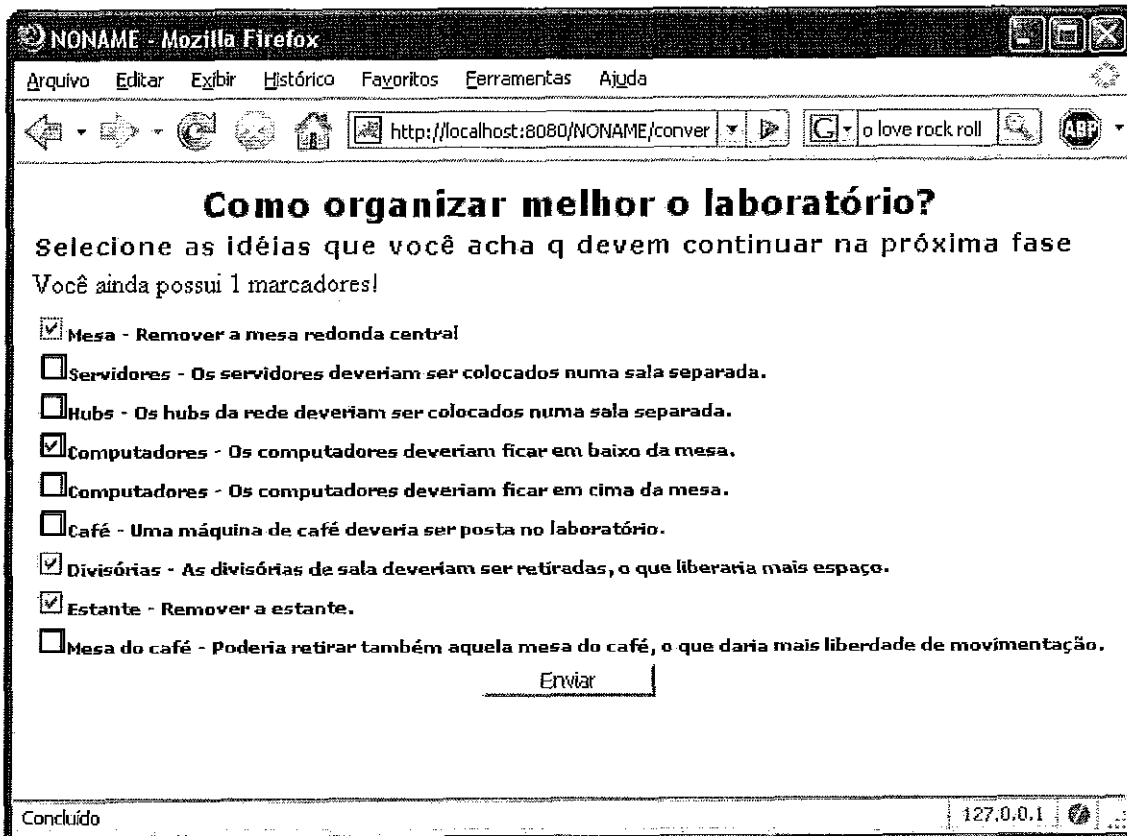 NONAME - Mozilla Firefox
Arquivo Editar Exibir Histórico Favoritos Ferramentas Ajuda
http://localhost:8080/NONAME/conver G o love rock roll ABP
Como organizar melhor o laboratório?
Selecione as idéias que você acha q devem continuar na próxima fase
Você ainda possui 1 marcadores!
Mesa - Remover a mesa redonda central
Servidores - Os servidores deveriam ser colocados numa sala separada.
Hubs - Os hubs da rede deveriam ser colocados numa sala separada.
Computadores - Os computadores deveriam ficar em baixo da mesa.
Computadores - Os computadores deveriam ficar em cima da mesa.
Café - Uma máquina de café deveria ser posta no laboratório.
Divisórias - As divisórias de sala deveriam ser retiradas, o que liberaria mais espaço.
Estante - Remover a estante.
Mesa do café - Poderia retirar também aquela mesa do café, o que daria mais liberdade de movimentação.
Enviar
Concluído 127.0.0.1